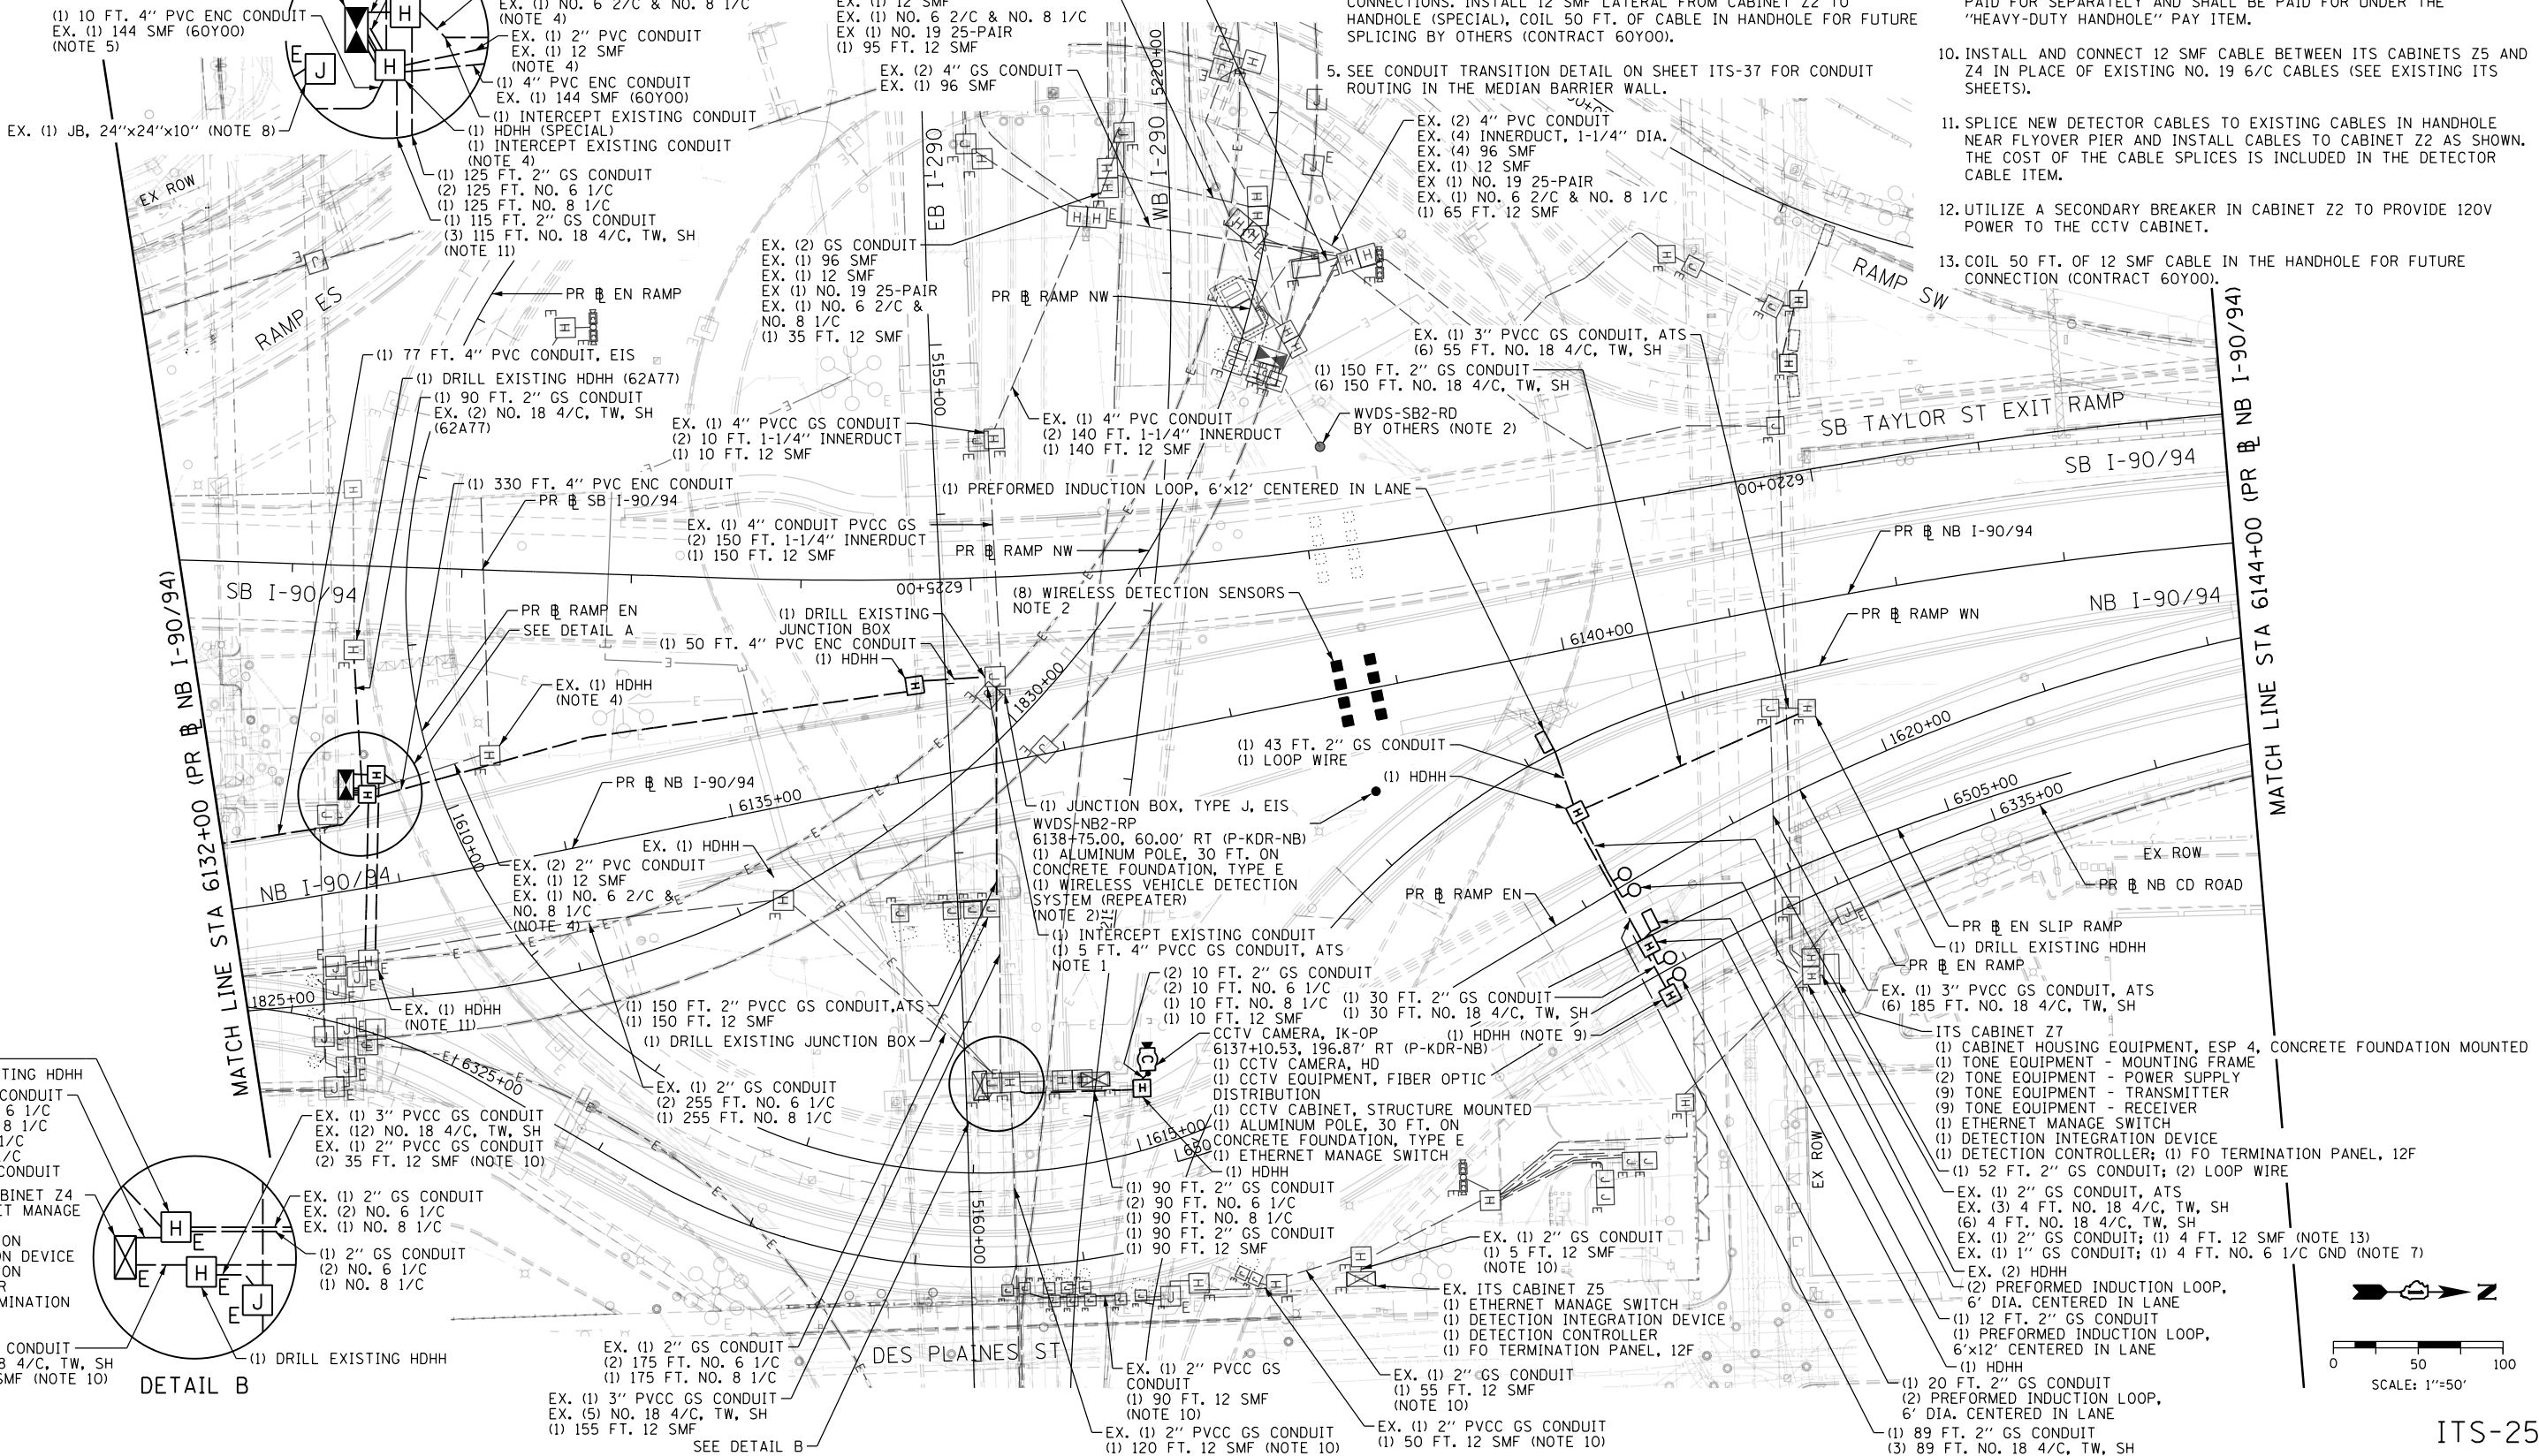 (1) 10 FT. 4" PVC ENC CONDUIT
EX. (1) 144 SMF (60Y00)
(NOTE 5)
EX. (1) NO. 6 2/C & NO. 8 1/C
(NOTE 4)
EX. (1) 2" PVC CONDUIT
EX. (1) 12 SMF
(NOTE 4)
(1) 4" PVC ENC CONDUIT
EX. (1) 144 SMF (60Y00)
(1) INTERCEPT EXISTING CONDUIT
(1) HDHH (SPECIAL)
(1) INTERCEPT EXISTING CONDUIT
(NOTE 4)
EX. (1) JB, 24"x24"x10" (NOTE 8)
(1) 125 FT. 2" GS CONDUIT
(2) 125 FT. NO. 6 1/C
(1) 125 FT. NO. 8 1/C
(1) 115 FT. 2" GS CONDUIT
(3) 115 FT. NO. 18 4/C, TW, SH
(NOTE 11)
EX. (1) 12 SMF
EX. (1) NO. 6 2/C & NO. 8 1/C
EX (1) NO. 19 25-PAIR
(1) 95 FT. 12 SMF
EX. (2) 4" GS CONDUIT
EX. (1) 96 SMF
CONNECTIONS. INSTALL 12 SMF LATERAL FROM CABINET Z2 TO
HANDHOLE (SPECIAL), COIL 50 FT. OF CABLE IN HANDHOLE FOR FUTURE
SPLICING BY OTHERS (CONTRACT 60Y00).
5. SEE CONDUIT TRANSITION DETAIL ON SHEET ITS-37 FOR CONDUIT
ROUTING IN THE MEDIAN BARRIER WALL.
PAID FOR SEPARATELY AND SHALL BE PAID FOR UNDER THE
"HEAVY-DUTY HANDHOLE" PAY ITEM.
10. INSTALL AND CONNECT 12 SMF CABLE BETWEEN ITS CABINETS Z5 AND
Z4 IN PLACE OF EXISTING NO. 19 6/C CABLES (SEE EXISTING ITS
SHEETS).
11. SPLICE NEW DETECTOR CABLES TO EXISTING CABLES IN HANDHOLE
NEAR FLYOVER PIER AND INSTALL CABLES TO CABINET Z2 AS SHOWN.
THE COST OF THE CABLE SPLICES IS INCLUDED IN THE DETECTOR
CABLE ITEM.
12. UTILIZE A SECONDARY BREAKER IN CABINET Z2 TO PROVIDE 120V
POWER TO THE CCTV CABINET.
13. COIL 50 FT. OF 12 SMF CABLE IN THE HANDHOLE FOR FUTURE
CONNECTION (CONTRACT 60Y00).
EX. (2) 4" PVC CONDUIT
EX. (4) INNERDUCT, 1-1/4" DIA.
EX. (4) 96 SMF
EX. (1) 12 SMF
EX (1) NO. 19 25-PAIR
EX. (1) NO. 6 2/C & NO. 8 1/C
(1) 65 FT. 12 SMF
EX ROW
RAMP ES
EB I-290
WB I-290
5220+00
RAMP SW
PR BL EN RAMP
EX. (2) GS CONDUIT
EX. (1) 96 SMF
EX. (1) 12 SMF
EX (1) NO. 19 25-PAIR
EX. (1) NO. 6 2/C &
NO. 8 1/C
(1) 35 FT. 12 SMF
PR BL RAMP NW
5155+00
EX. (1) 3" PVCC GS CONDUIT, ATS
(6) 55 FT. NO. 18 4/C, TW, SH
(1) 150 FT. 2" GS CONDUIT
(6) 150 FT. NO. 18 4/C, TW, SH
WVDS-SB2-RD
BY OTHERS (NOTE 2)
(1) 77 FT. 4" PVC CONDUIT, EIS
(1) DRILL EXISTING HDHH (62A77)
(1) 90 FT. 2" GS CONDUIT
EX. (2) NO. 18 4/C, TW, SH
(62A77)
EX. (1) 4" PVCC GS CONDUIT
(2) 10 FT. 1-1/4" INNERDUCT
(1) 10 FT. 12 SMF
EX. (1) 4" PVC CONDUIT
(2) 140 FT. 1-1/4" INNERDUCT
(1) 140 FT. 12 SMF
SB TAYLOR ST EXIT RAMP
SB I-90/94
6220+00
(1) 330 FT. 4" PVC ENC CONDUIT
PR BL SB I-90/94
(1) PREFORMED INDUCTION LOOP, 6'x12' CENTERED IN LANE
EX. (1) 4" CONDUIT PVCC GS
(2) 150 FT. 1-1/4" INNERDUCT
(1) 150 FT. 12 SMF
PR BL RAMP NW
PR BL NB I-90/94
SB I-90/94
6225+00
(8) WIRELESS DETECTION SENSORS
NOTE 2
NB I-90/94
PR BL RAMP WN
6140+00
PR BL RAMP EN
SEE DETAIL A
(1) DRILL EXISTING
JUNCTION BOX
(1) 50 FT. 4" PVC ENC CONDUIT
(1) HDHH
EX. (1) HDHH
(NOTE 4)
1830+00
1620+00
(1) 43 FT. 2" GS CONDUIT
(1) LOOP WIRE
(1) HDHH
PR BL NB I-90/94
6135+00
1610+00
6505+00
6335+00
(1) JUNCTION BOX, TYPE J, EIS
WVDS-NB2-RP
6138+75.00, 60.00' RT (P-KDR-NB)
(1) ALUMINUM POLE, 30 FT. ON
CONCRETE FOUNDATION, TYPE E
(1) WIRELESS VEHICLE DETECTION
SYSTEM (REPEATER)
(NOTE 2)
(1) INTERCEPT EXISTING CONDUIT
(1) 5 FT. 4" PVCC GS CONDUIT, ATS
NOTE 1
EX. (1) HDHH
EX. (2) 2" PVC CONDUIT
EX. (1) 12 SMF
EX. (1) NO. 6 2/C &
NO. 8 1/C
(NOTE 4)
NB I-90/94
MATCH LINE STA 6132+00 (PR BL NB I-90/94)
MATCH LINE STA 6144+00 (PR BL NB I-90/94)
EX ROW
PR BL NB CD ROAD
PR BL RAMP EN
PR BL EN SLIP RAMP
(1) DRILL EXISTING HDHH
PR BL EN RAMP
EX. (1) 3" PVCC GS CONDUIT, ATS
(6) 185 FT. NO. 18 4/C, TW, SH
1825+00
EX. (1) HDHH
(NOTE 11)
(1) 150 FT. 2" PVCC GS CONDUIT,ATS
(1) 150 FT. 12 SMF
(1) DRILL EXISTING JUNCTION BOX
(2) 10 FT. 2" GS CONDUIT
(2) 10 FT. NO. 6 1/C
(1) 10 FT. NO. 8 1/C
(1) 10 FT. 12 SMF
(1) 30 FT. 2" GS CONDUIT
(1) 30 FT. NO. 18 4/C, TW, SH
(1) HDHH (NOTE 9)
CCTV CAMERA, IK-OP
6137+10.53, 196.87' RT (P-KDR-NB)
(1) CCTV CAMERA, HD
(1) CCTV EQUIPMENT, FIBER OPTIC
DISTRIBUTION
(1) CCTV CABINET, STRUCTURE MOUNTED
(1) ALUMINUM POLE, 30 FT. ON
CONCRETE FOUNDATION, TYPE E
(1) ETHERNET MANAGE SWITCH
(1) HDHH
ITS CABINET Z7
(1) CABINET HOUSING EQUIPMENT, ESP 4, CONCRETE FOUNDATION MOUNTED
(1) TONE EQUIPMENT - MOUNTING FRAME
(2) TONE EQUIPMENT - POWER SUPPLY
(9) TONE EQUIPMENT - TRANSMITTER
(9) TONE EQUIPMENT - RECEIVER
(1) ETHERNET MANAGE SWITCH
(1) DETECTION INTEGRATION DEVICE
(1) DETECTION CONTROLLER; (1) FO TERMINATION PANEL, 12F
(1) 52 FT. 2" GS CONDUIT; (2) LOOP WIRE
EX. (1) 2" GS CONDUIT, ATS
EX. (3) 4 FT. NO. 18 4/C, TW, SH
(6) 4 FT. NO. 18 4/C, TW, SH
EX. (1) 2" GS CONDUIT; (1) 4 FT. 12 SMF (NOTE 13)
EX. (1) 1" GS CONDUIT; (1) 4 FT. NO. 6 1/C GND (NOTE 7)
EX. (2) HDHH
(2) PREFORMED INDUCTION LOOP,
6' DIA. CENTERED IN LANE
(1) 12 FT. 2" GS CONDUIT
(1) PREFORMED INDUCTION LOOP,
6'x12' CENTERED IN LANE
(1) HDHH
(1) 20 FT. 2" GS CONDUIT
(2) PREFORMED INDUCTION LOOP,
6' DIA. CENTERED IN LANE
(1) 89 FT. 2" GS CONDUIT
(3) 89 FT. NO. 18 4/C, TW, SH
6325+00
EX. (1) 2" GS CONDUIT
(2) 255 FT. NO. 6 1/C
(1) 255 FT. NO. 8 1/C
1615+00
5160+00
EX ROW
(1) 90 FT. 2" GS CONDUIT
(2) 90 FT. NO. 6 1/C
(1) 90 FT. NO. 8 1/C
(1) 90 FT. 2" GS CONDUIT
(1) 90 FT. 12 SMF
EX. (1) 2" GS CONDUIT
(1) 5 FT. 12 SMF
(NOTE 10)
EX. ITS CABINET Z5
(1) ETHERNET MANAGE SWITCH
(1) DETECTION INTEGRATION DEVICE
(1) DETECTION CONTROLLER
(1) FO TERMINATION PANEL, 12F
EX. (1) 3" PVCC GS CONDUIT
EX. (12) NO. 18 4/C, TW, SH
EX. (1) 2" PVCC GS CONDUIT
(2) 35 FT. 12 SMF (NOTE 10)
EX. (1) 2" GS CONDUIT
EX. (2) NO. 6 1/C
EX. (1) NO. 8 1/C
(1) 2" GS CONDUIT
(2) NO. 6 1/C
(1) NO. 8 1/C
(1) DRILL EXISTING HDHH
DETAIL B
EX. (1) 2" GS CONDUIT
(2) 175 FT. NO. 6 1/C
(1) 175 FT. NO. 8 1/C
EX. (1) 3" PVCC GS CONDUIT
EX. (5) NO. 18 4/C, TW, SH
(1) 155 FT. 12 SMF
SEE DETAIL B
DES PLAINES ST
EX. (1) 2" PVCC GS
CONDUIT
(1) 90 FT. 12 SMF
(NOTE 10)
EX. (1) 2" PVCC GS CONDUIT
(1) 120 FT. 12 SMF (NOTE 10)
EX. (1) 2" GS CONDUIT
(1) 55 FT. 12 SMF
(NOTE 10)
EX. (1) 2" PVCC GS CONDUIT
(1) 50 FT. 12 SMF (NOTE 10)
0 50 100
SCALE: 1"=50'
ITS-25